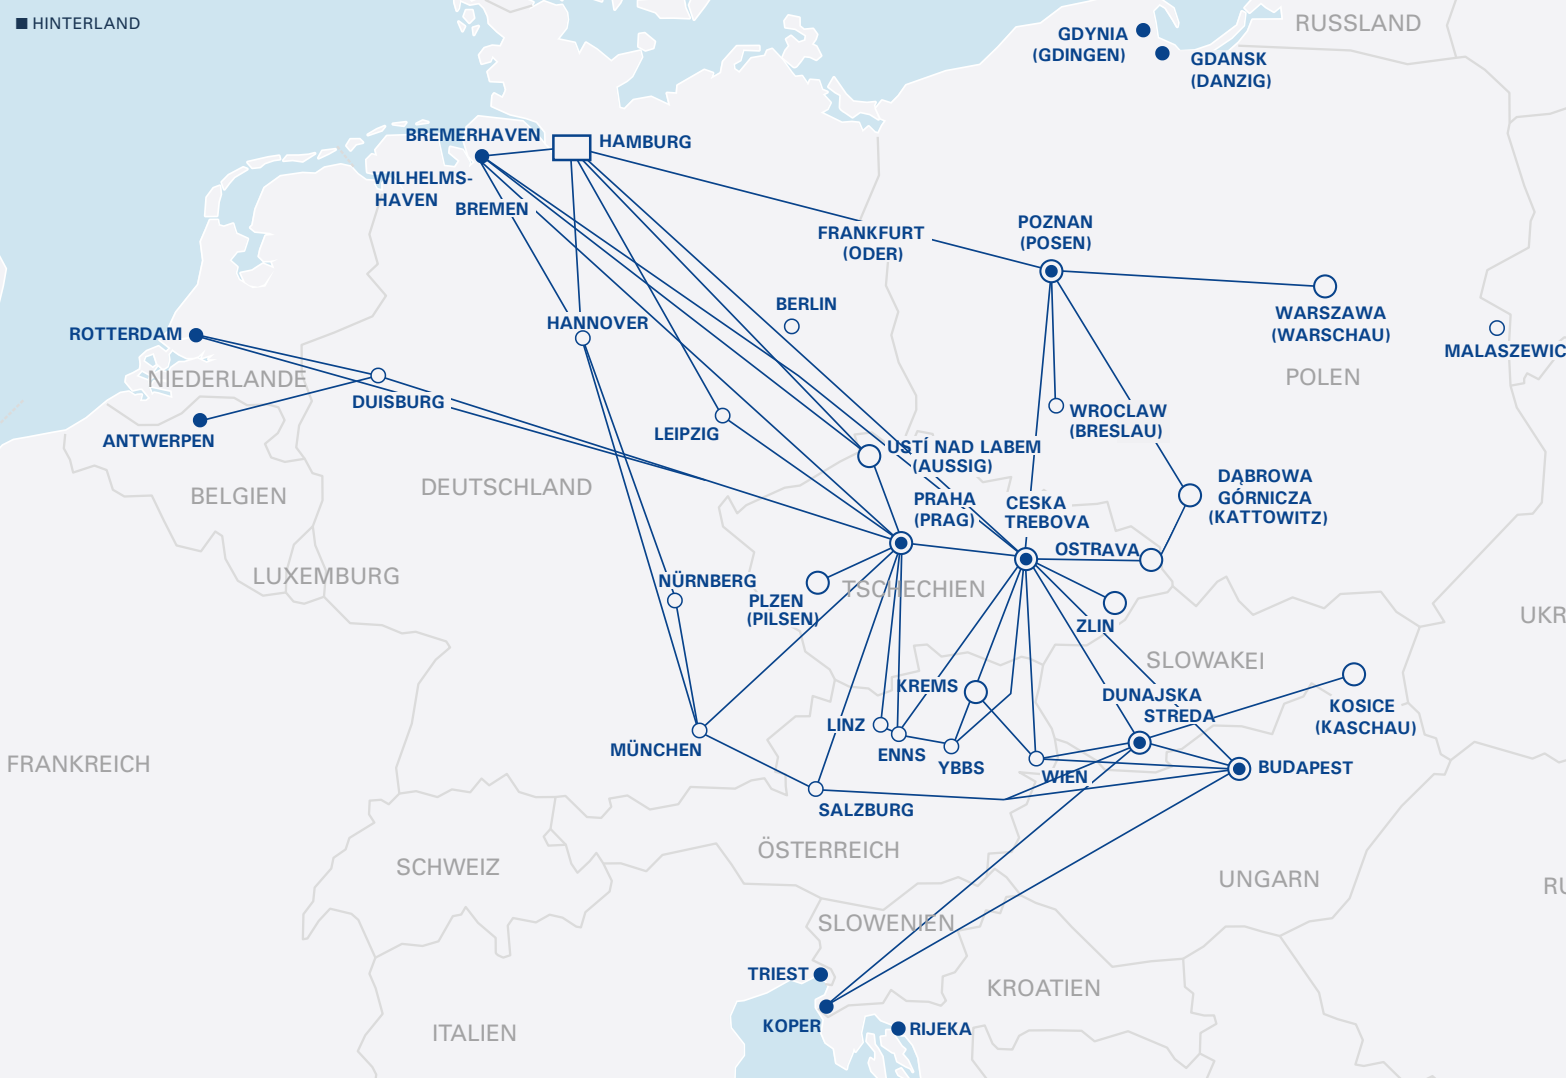 HINTERLAND
RUSSLAND
GDYNIA
(GDINGEN)
GDANSK
(DANZIG)
BREMERHAVEN
HAMBURG
WILHELMS-
HAVEN
BREMEN
FRANKFURT
(ODER)
POZNAN
(POSEN)
BERLIN
HANNOVER
WARSZAWA
(WARSCHAU)
ROTTERDAM
MALASZEWIC
NIEDERLANDE
POLEN
DUISBURG
WROCLAW
(BRESLAU)
ANTWERPEN
LEIPZIG
USTÍ NAD LABEM
(AUSSIG)
DEUTSCHLAND
BELGIEN
DĄBROWA
GÓRNICZA
(KATTOWITZ)
PRAHA
(PRAG)
CESKA
TREBOVA
OSTRAVA
LUXEMBURG
NÜRNBERG
PLZEN
(PILSEN)
TSCHECHIEN
ZLIN
UKR
SLOWAKEI
KREMS
DUNAJSKA
STREDA
KOSICE
(KASCHAU)
LINZ
ENNS
YBBS
WIEN
BUDAPEST
MÜNCHEN
FRANKREICH
SALZBURG
ÖSTERREICH
SCHWEIZ
UNGARN
RU
SLOWENIEN
TRIEST
KROATIEN
KOPER
RIJEKA
ITALIEN